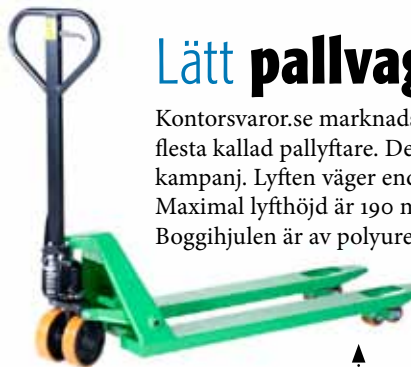 Lätt pallvag
Kontorsvaror.se marknads
flesta kallad pallyftare. De
kampanj. Lyften väger end
Maximal lyfthöjd är 190 m
Boggihjulen är av polyure